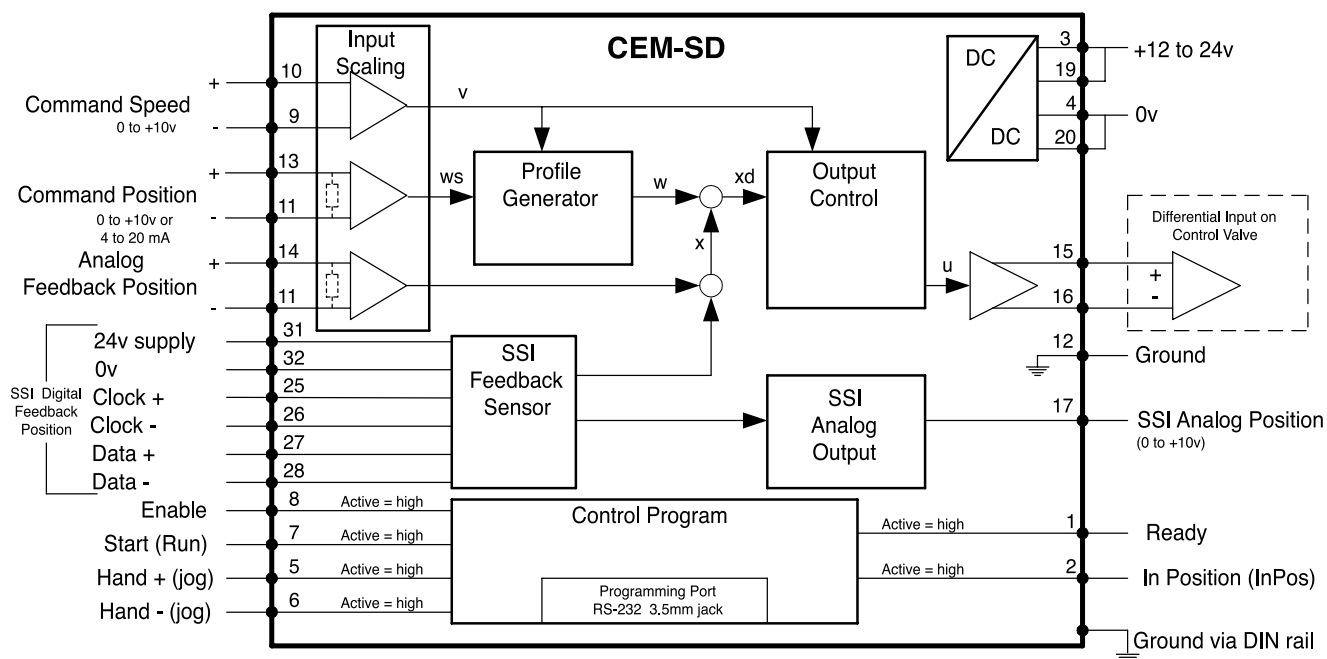 CEM-SD
Input
Scaling
Command Speed
0 to +10v
+
10
-
9
v
Command Position
0 to +10v or
4 to 20 mA
+
13
-
11
ws
Profile
Generator
w
xd
x
Output
Control
u
Analog
Feedback Position
+
14
-
11
DC
DC
3
19
+12 to 24v
4
20
0v
Differential Input on
Control Valve
+
-
15
16
12
Ground
SSI Digital
Feedback
Position
24v supply
31
0v
32
Clock +
25
Clock -
26
Data +
27
Data -
28
SSI
Feedback
Sensor
SSI
Analog
Output
17
SSI Analog Position
(0 to +10v)
Enable
8
Active = high
Start (Run)
7
Active = high
Hand + (jog)
5
Active = high
Hand - (jog)
6
Active = high
Control Program
Programming Port
RS-232 3,5mm jack
Active = high
1
Ready
Active = high
2
In Position (InPos)
Ground via DIN rail